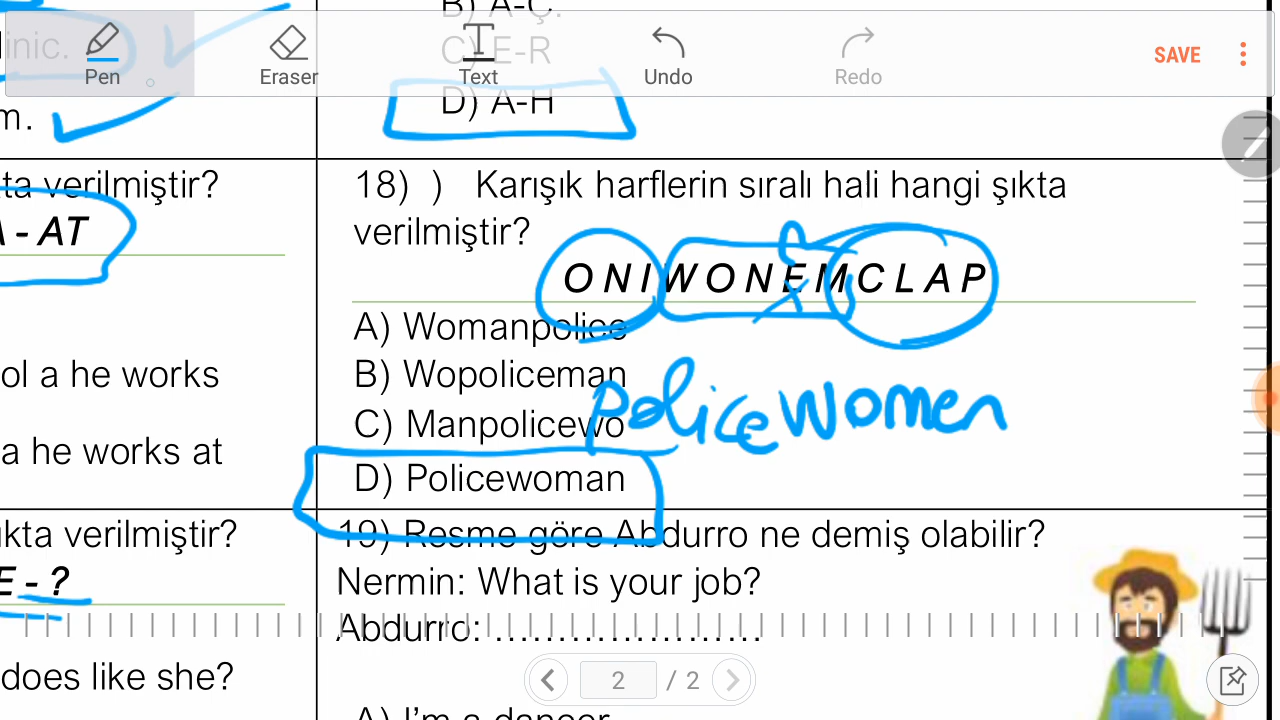 B) A-Ç.
inic.
C) E-R
Pen
Eraser
Text
Undo
Redo
SAVE
m.
D) A-H
ta verilmiştir?
A - AT
18) ) Karışık harflerin sıralı hali hangi şıkta
verilmiştir?
O N I W O N E M C L A P
A) Womanpolice
ol a he works
B) Wopoliceman
policewomen
C) Manpolicewo
a he works at
D) Policewoman
ıkta verilmiştir?
E - ?
19) Resme göre Abdurro ne demiş olabilir?
Nermin: What is your job?
Abdurro: ........................
does like she?
2 / 2
A) I'm a dancer